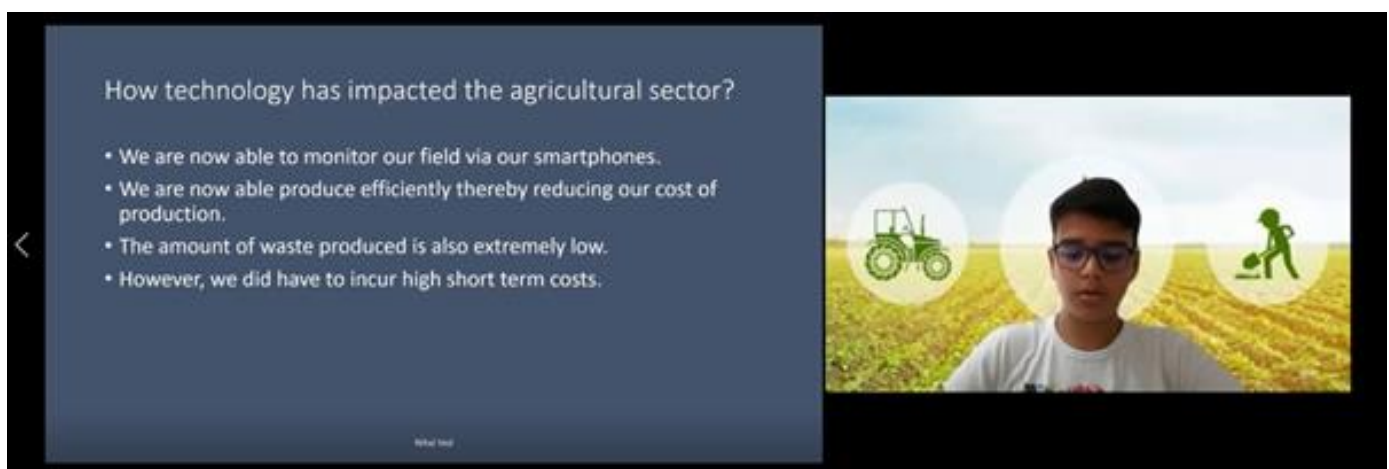 How technology has impacted the agricultural sector?
• We are now able to monitor our field via our smartphones.
• We are now able produce efficiently thereby reducing our cost of
production.
• The amount of waste produced is also extremely low.
• However, we did have to incur high short term costs.